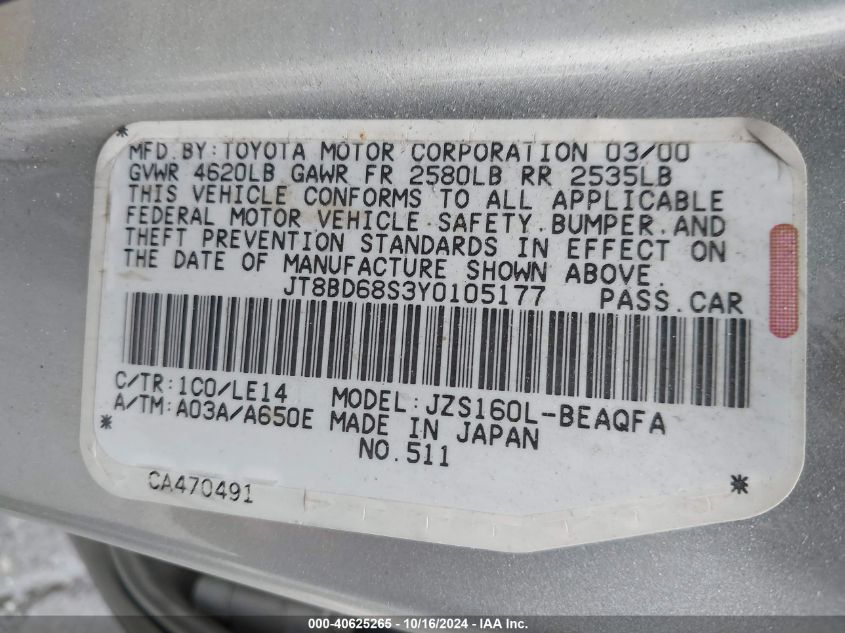 MFD.BY:TOYOTA MOTOR CORPORATION 03/00
GVWR 4620LB GAWR FR 2580LB RR 2535LB
THIS VEHICLE CONFORMS TO ALL APPLICABLE
FEDERAL MOTOR VEHICLE SAFETY.BUMPER.AND
THEFT PREVENTION STANDARDS IN EFFECT ON
THE DATE OF MANUFACTURE SHOWN ABOVE.
JT8BD68S3Y0105177 PASS.CAR
C/TR:1C0/LE14 MODEL:JZS160L-BEAQFA
A/TM:A03A/A650E MADE IN JAPAN
NO.511
CA470491
000-40625265 - 10/16/2024 - IAA Inc.